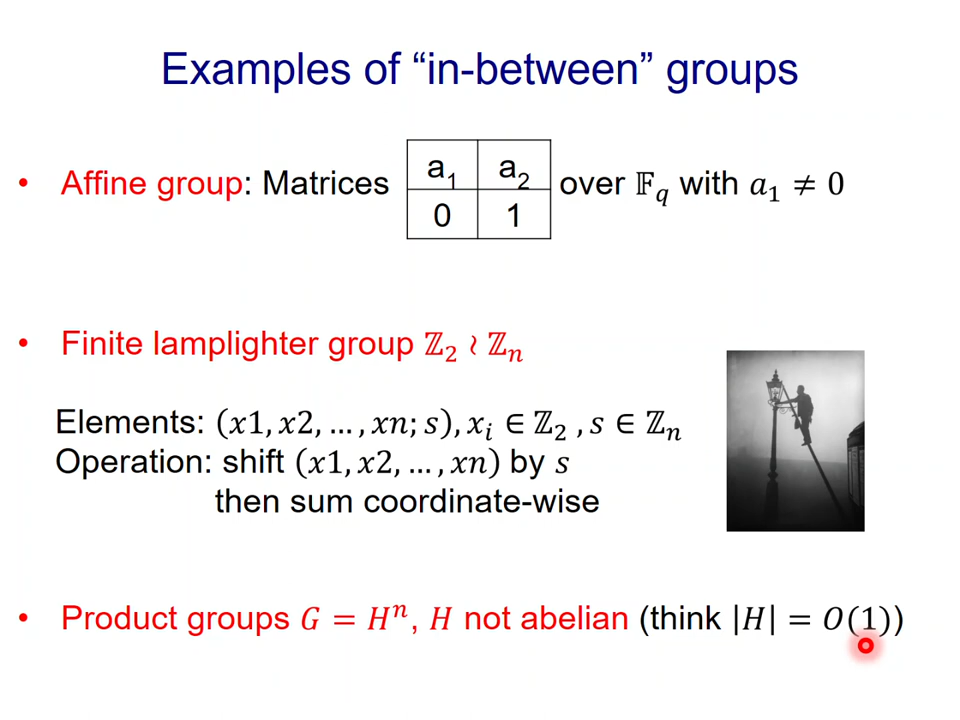 Examples of “in-between” groups
• Affine group: Matrices
a₁ a₂
0 1
over 𝔽_q with a₁ ≠ 0
• Finite lamplighter group ℤ₂ ≀ ℤₙ
Elements: (x1, x2, … , xn; s), xᵢ ∈ ℤ₂ , s ∈ ℤₙ
Operation: shift (x1, x2, … , xn) by s
then sum coordinate-wise
• Product groups G = Hⁿ, H not abelian (think |H| = O(1))